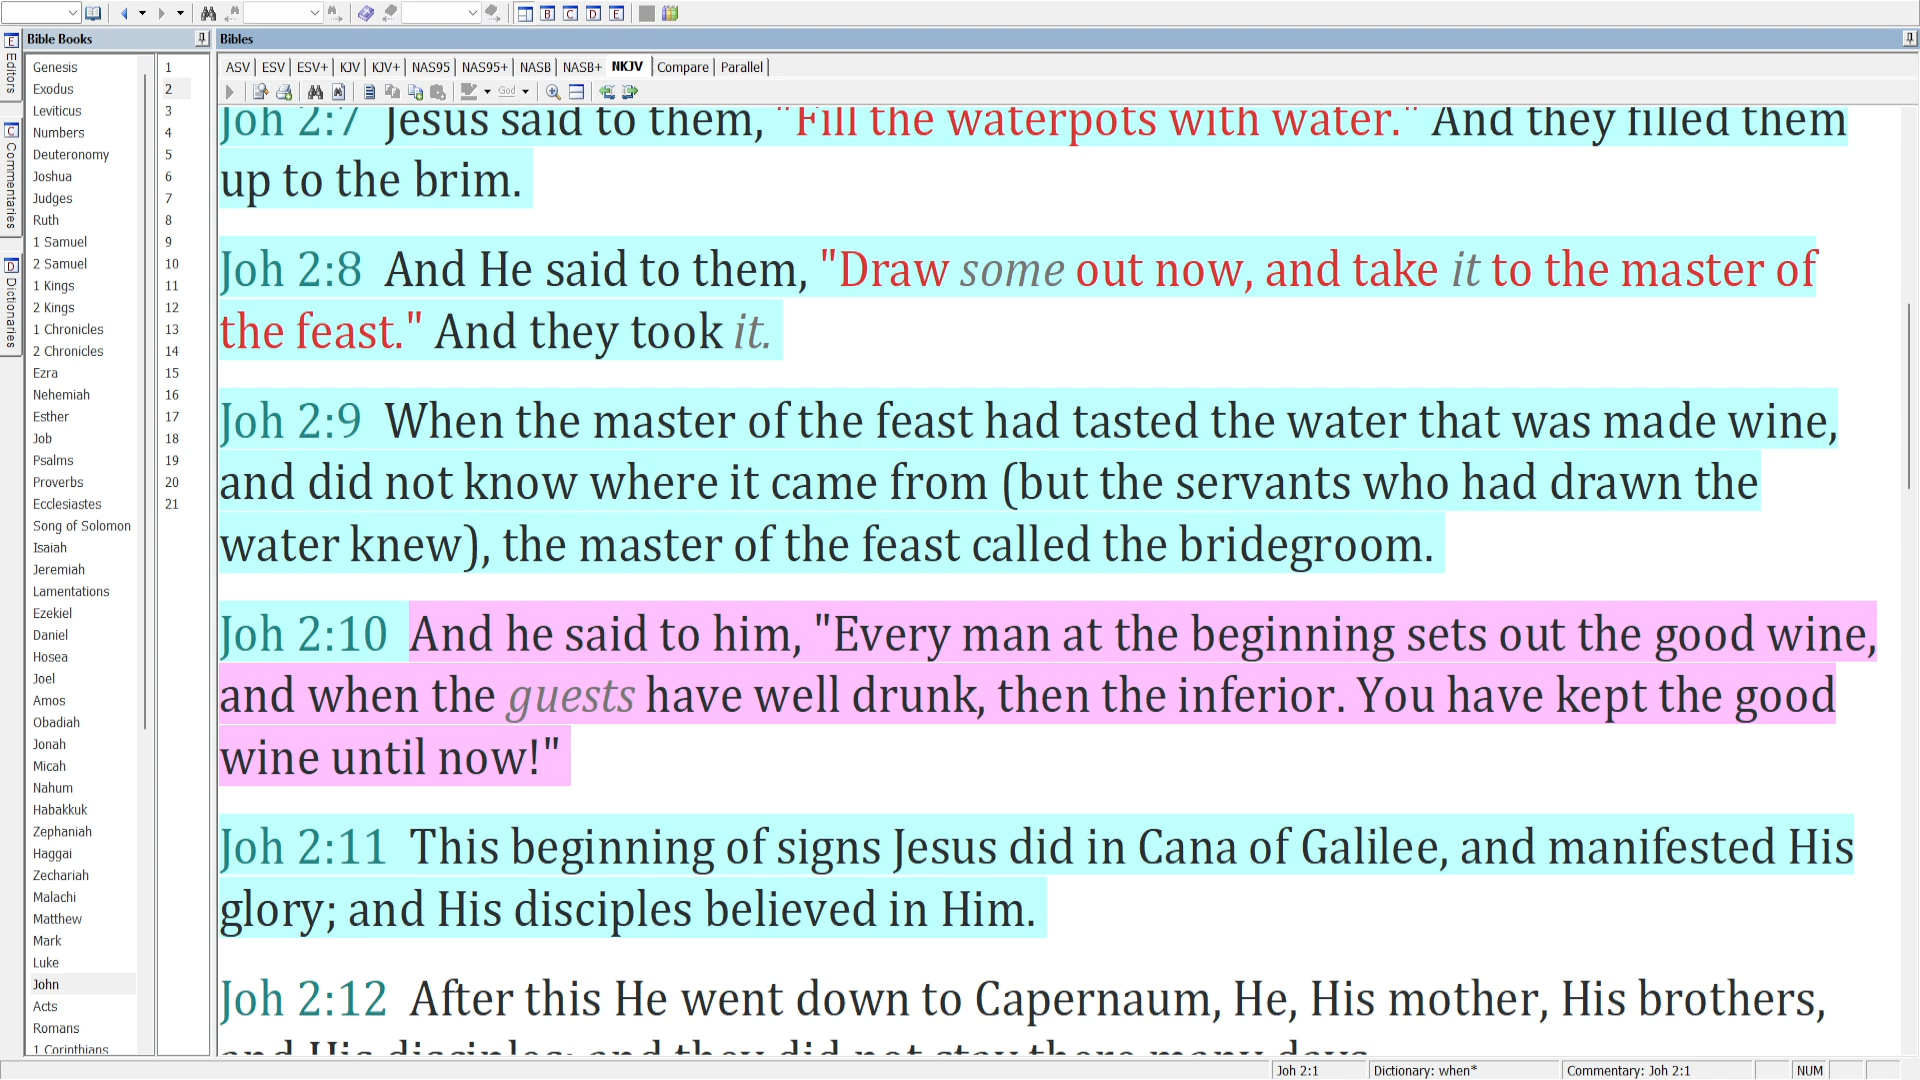 Bible Books
Bibles
E Editors
C Commentaries
D Dictionaries
B C D E
ASV ESV ESV+ KJV KJV+ NAS95 NAS95+ NASB NASB+ NKJV Compare Parallel
God
Genesis
Exodus
Leviticus
Numbers
Deuteronomy
Joshua
Judges
Ruth
1 Samuel
2 Samuel
1 Kings
2 Kings
1 Chronicles
2 Chronicles
Ezra
Nehemiah
Esther
Job
Psalms
Proverbs
Ecclesiastes
Song of Solomon
Isaiah
Jeremiah
Lamentations
Ezekiel
Daniel
Hosea
Joel
Amos
Obadiah
Jonah
Micah
Nahum
Habakkuk
Zephaniah
Haggai
Zechariah
Malachi
Matthew
Mark
Luke
John
Acts
Romans
1 Corinthians
1
2
3
4
5
6
7
8
9
10
11
12
13
14
15
16
17
18
19
20
21
Joh 2:7 Jesus said to them, "Fill the waterpots with water." And they filled them
up to the brim.
Joh 2:8 And He said to them, "Draw some out now, and take it to the master of
the feast." And they took it.
Joh 2:9 When the master of the feast had tasted the water that was made wine,
and did not know where it came from (but the servants who had drawn the
water knew), the master of the feast called the bridegroom.
Joh 2:10 And he said to him, "Every man at the beginning sets out the good wine,
and when the guests have well drunk, then the inferior. You have kept the good
wine until now!"
Joh 2:11 This beginning of signs Jesus did in Cana of Galilee, and manifested His
glory; and His disciples believed in Him.
Joh 2:12 After this He went down to Capernaum, He, His mother, His brothers,
and His disciples; and they did not stay there many days.
Joh 2:1
Dictionary: when*
Commentary: Joh 2:1
NUM